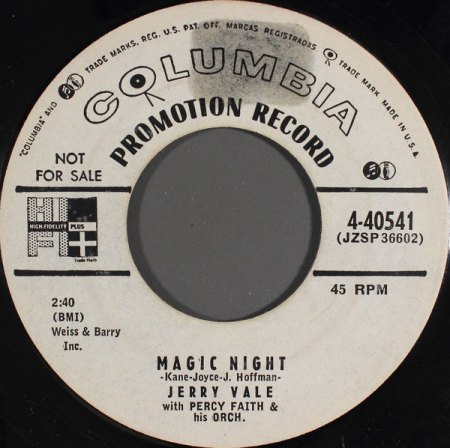 "COLUMBIA" AND TRADE MARKS, REG. U.S. PAT. OFF. MARCAS REGISTRADAS TRADE MARK MADE IN U.S.A.
COLUMBIA
PROMOTION RECORD
NOT
FOR SALE
4-40541
(JZSP 36602)
HI
HIGH-FIDELITY PLUS
FI
Trade Mark
45 RPM
2:40
(BMI)
Weiss & Barry
Inc.
MAGIC NIGHT
-Kane-Joyce-J. Hoffman-
JERRY VALE
with PERCY FAITH &
his ORCH.